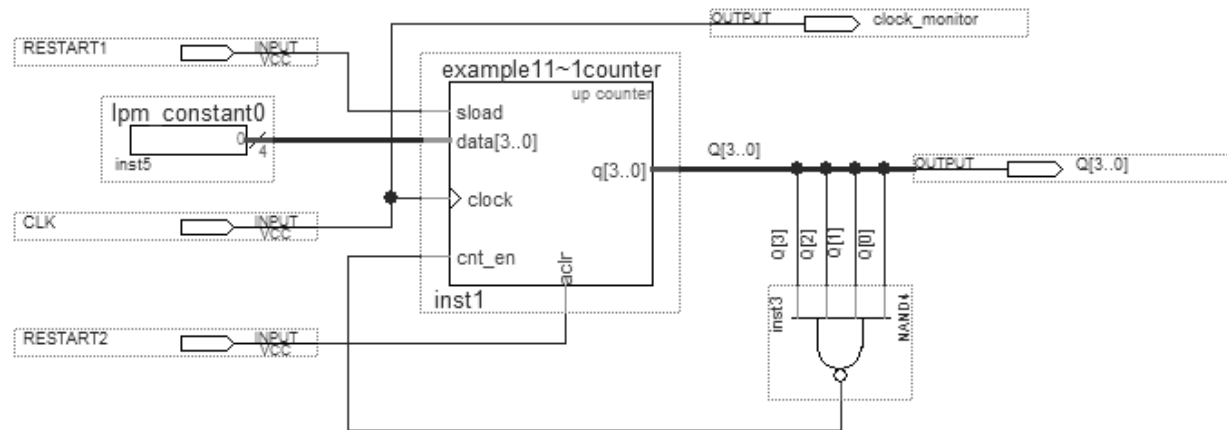 OUTPUT clock_monitor
RESTART1 INPUT
VCC
example11~1counter
up counter
lpm_constant0
sload
0
data[3..0]
4
inst5
q[3..0]
Q[3..0]
OUTPUT Q[3..0]
CLK INPUT
VCC
clock
cnt_en
aclr
inst1
Q[3]
Q[2]
Q[1]
Q[0]
RESTART2 INPUT
VCC
inst3
NAND4